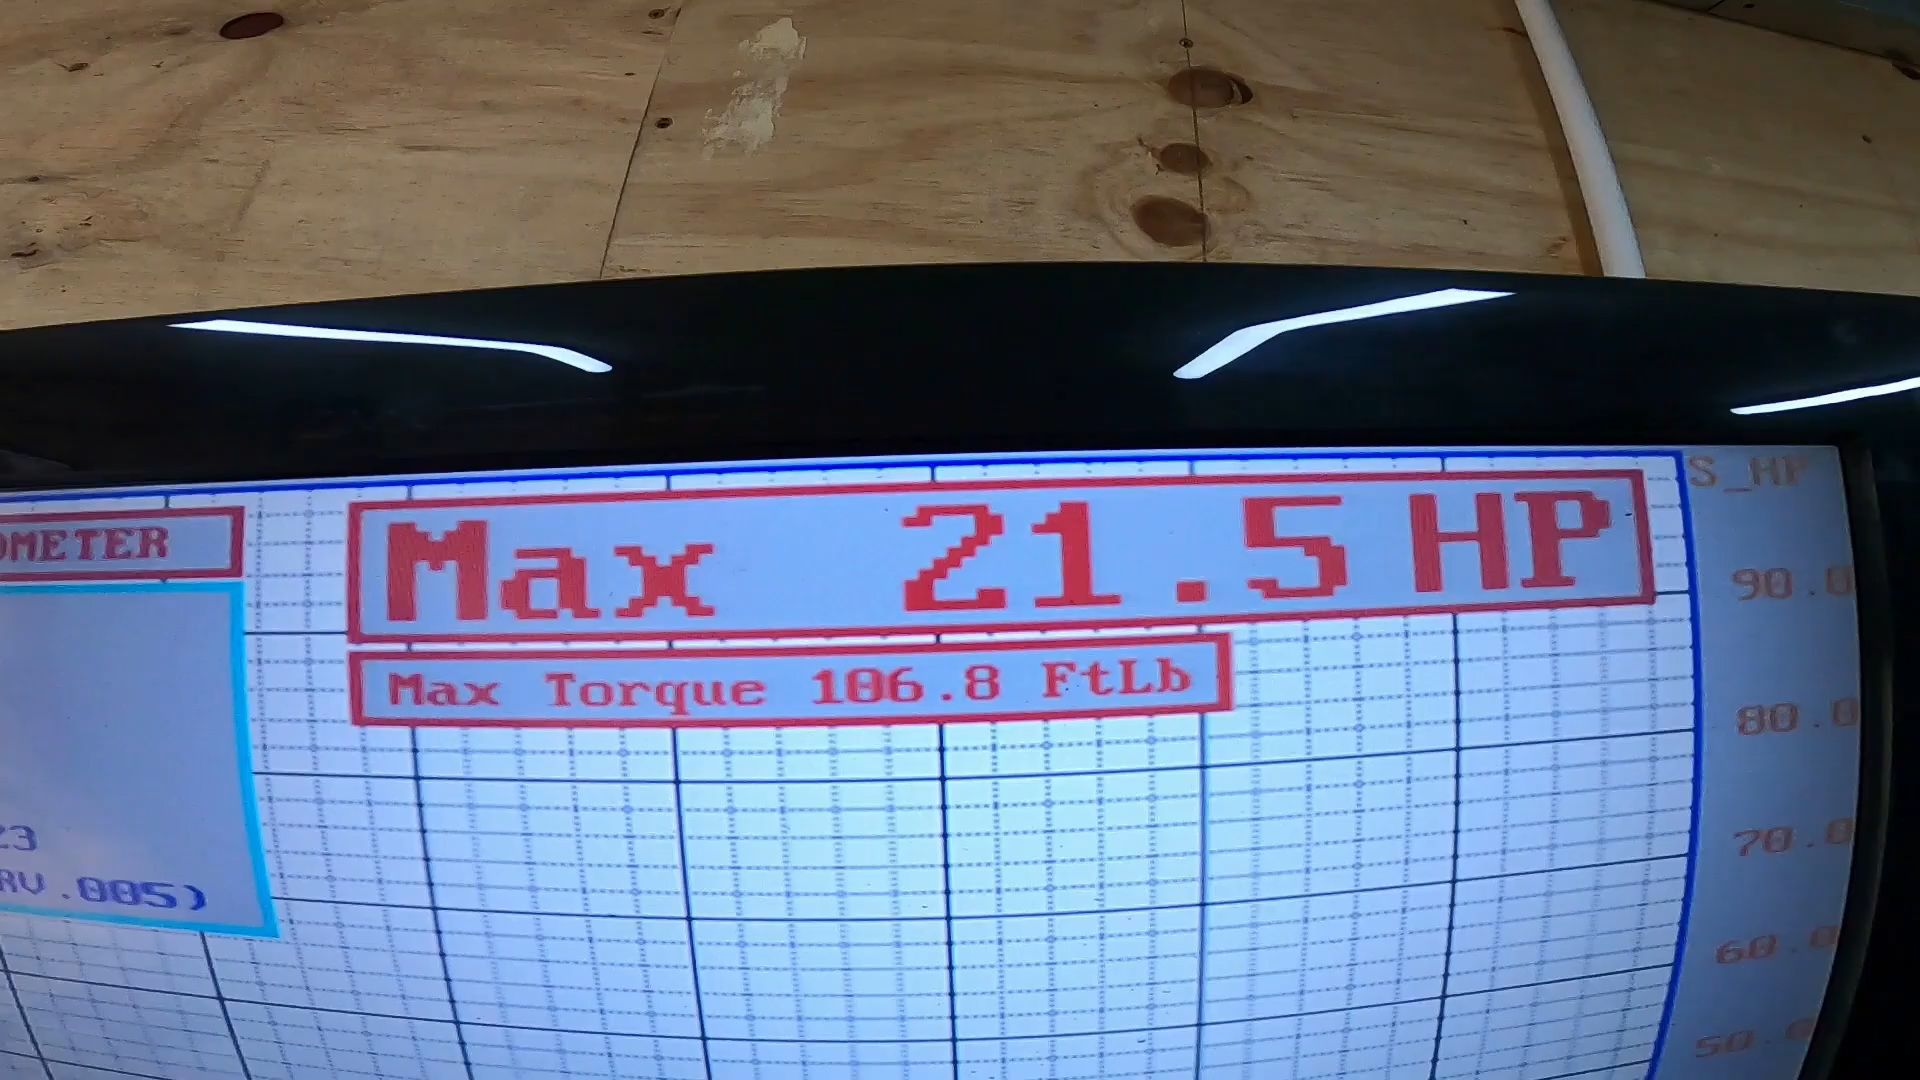 S_HP
OMETER
Max 21.5 HP
Max Torque 106.8 FtLb
90.0
80.0
70.0
60.0
50.0
23
RV.005)